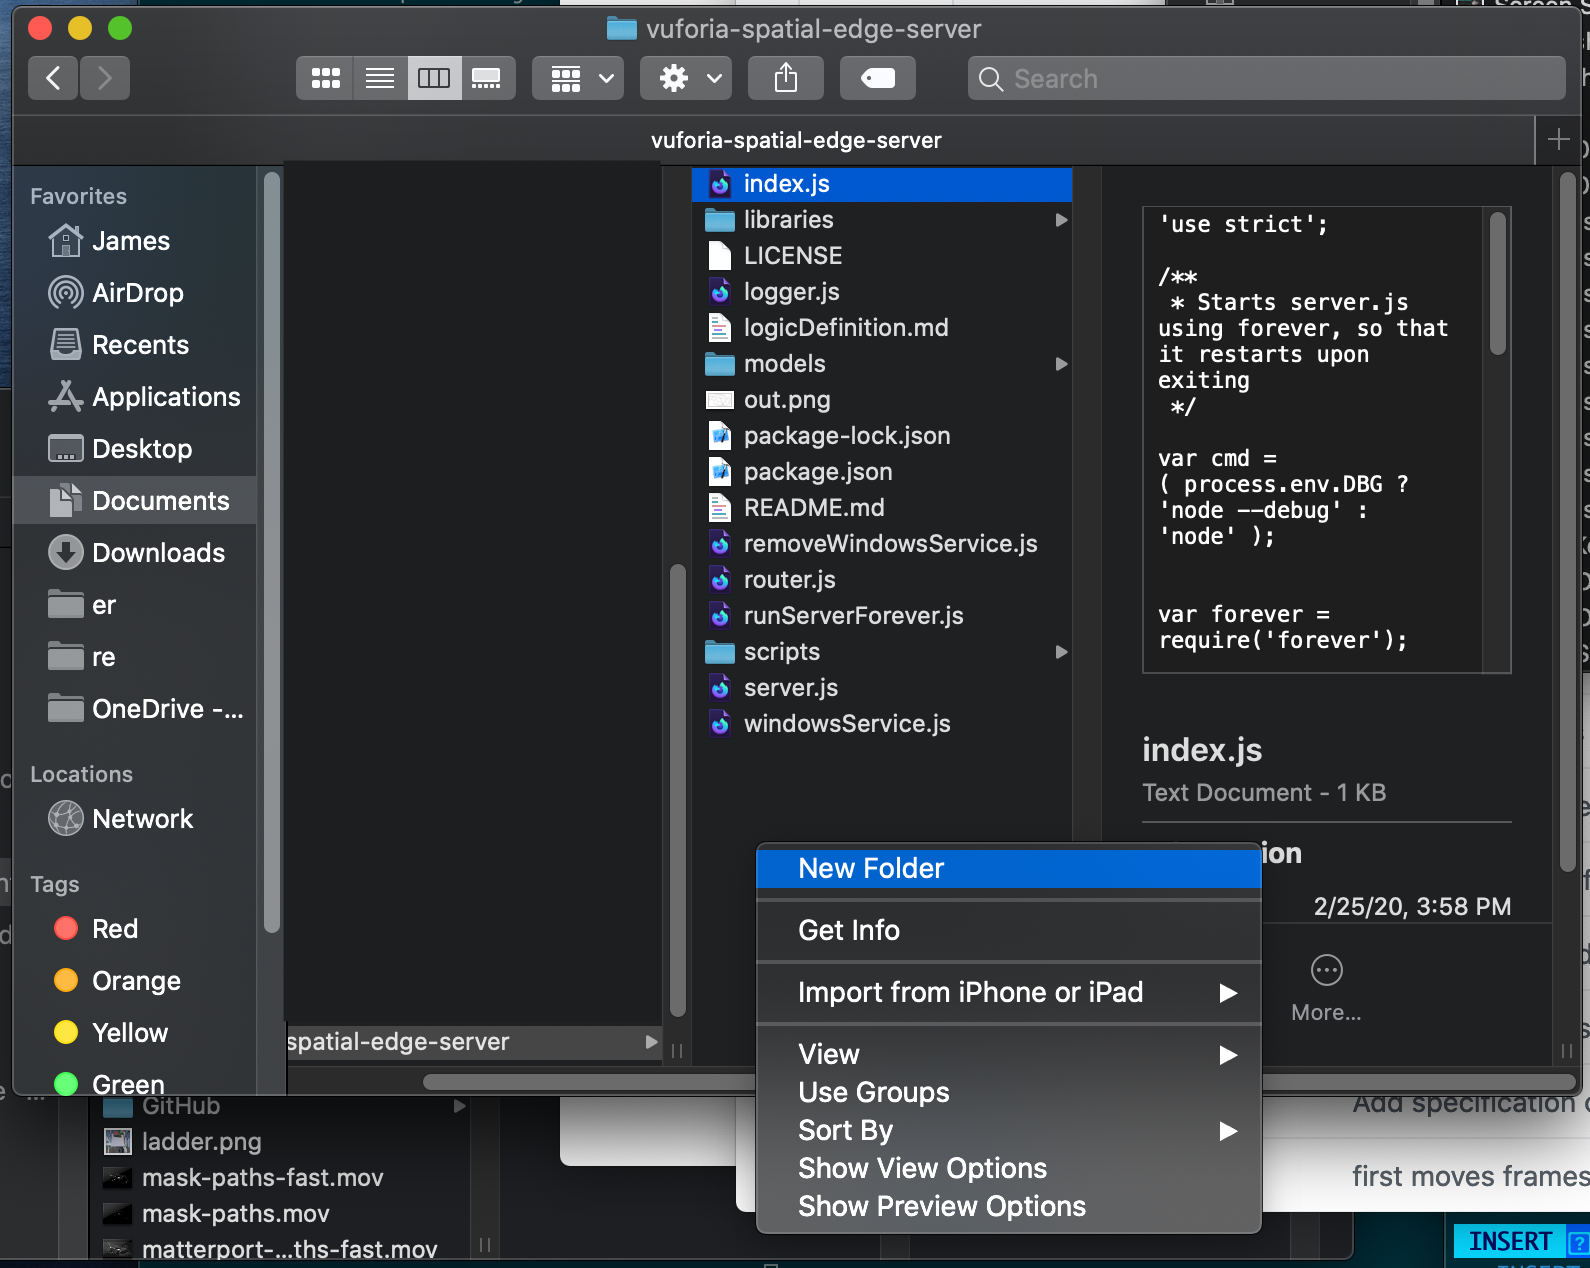 vuforia-spatial-edge-server
Search
vuforia-spatial-edge-server
Favorites
James
AirDrop
Recents
Applications
Desktop
Documents
Downloads
er
re
OneDrive -...
Locations
Network
Tags
Red
Orange
Yellow
Green
spatial-edge-server
index.js
libraries
LICENSE
logger.js
logicDefinition.md
models
out.png
package-lock.json
package.json
README.md
removeWindowsService.js
router.js
runServerForever.js
scripts
server.js
windowsService.js
'use strict';
/**
* Starts server.js
using forever, so that
it restarts upon
exiting
*/
var cmd =
( process.env.DBG ?
'node --debug' :
'node' );
var forever =
require('forever');
index.js
Text Document - 1 KB
2/25/20, 3:58 PM
More...
New Folder
Get Info
Import from iPhone or iPad
View
Use Groups
Sort By
Show View Options
Show Preview Options
GitHub
ladder.png
mask-paths-fast.mov
mask-paths.mov
matterport-...ths-fast.mov
Add specification
first moves frames
INSERT